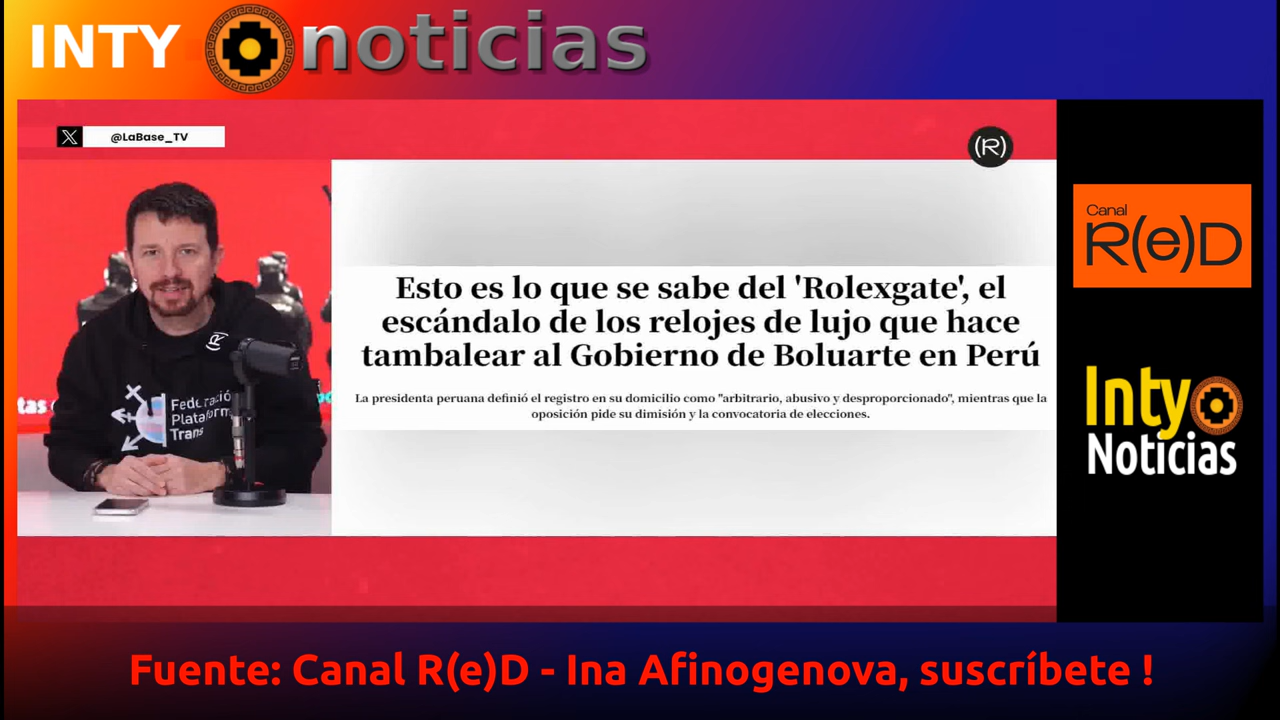 INTY noticias
@LaBase_TV
(R)
Canal
R(e)D
Esto es lo que se sabe del 'Rolexgate', el
escándalo de los relojes de lujo que hace
tambalear al Gobierno de Boluarte en Perú
La presidenta peruana definió el registro en su domicilio como "arbitrario, abusivo y desproporcionado", mientras que la
oposición pide su dimisión y la convocatoria de elecciones.
(R)
Federació
Plataform
Trans
tas
Inty
Noticias
Fuente: Canal R(e)D - Ina Afinogenova, suscríbete !